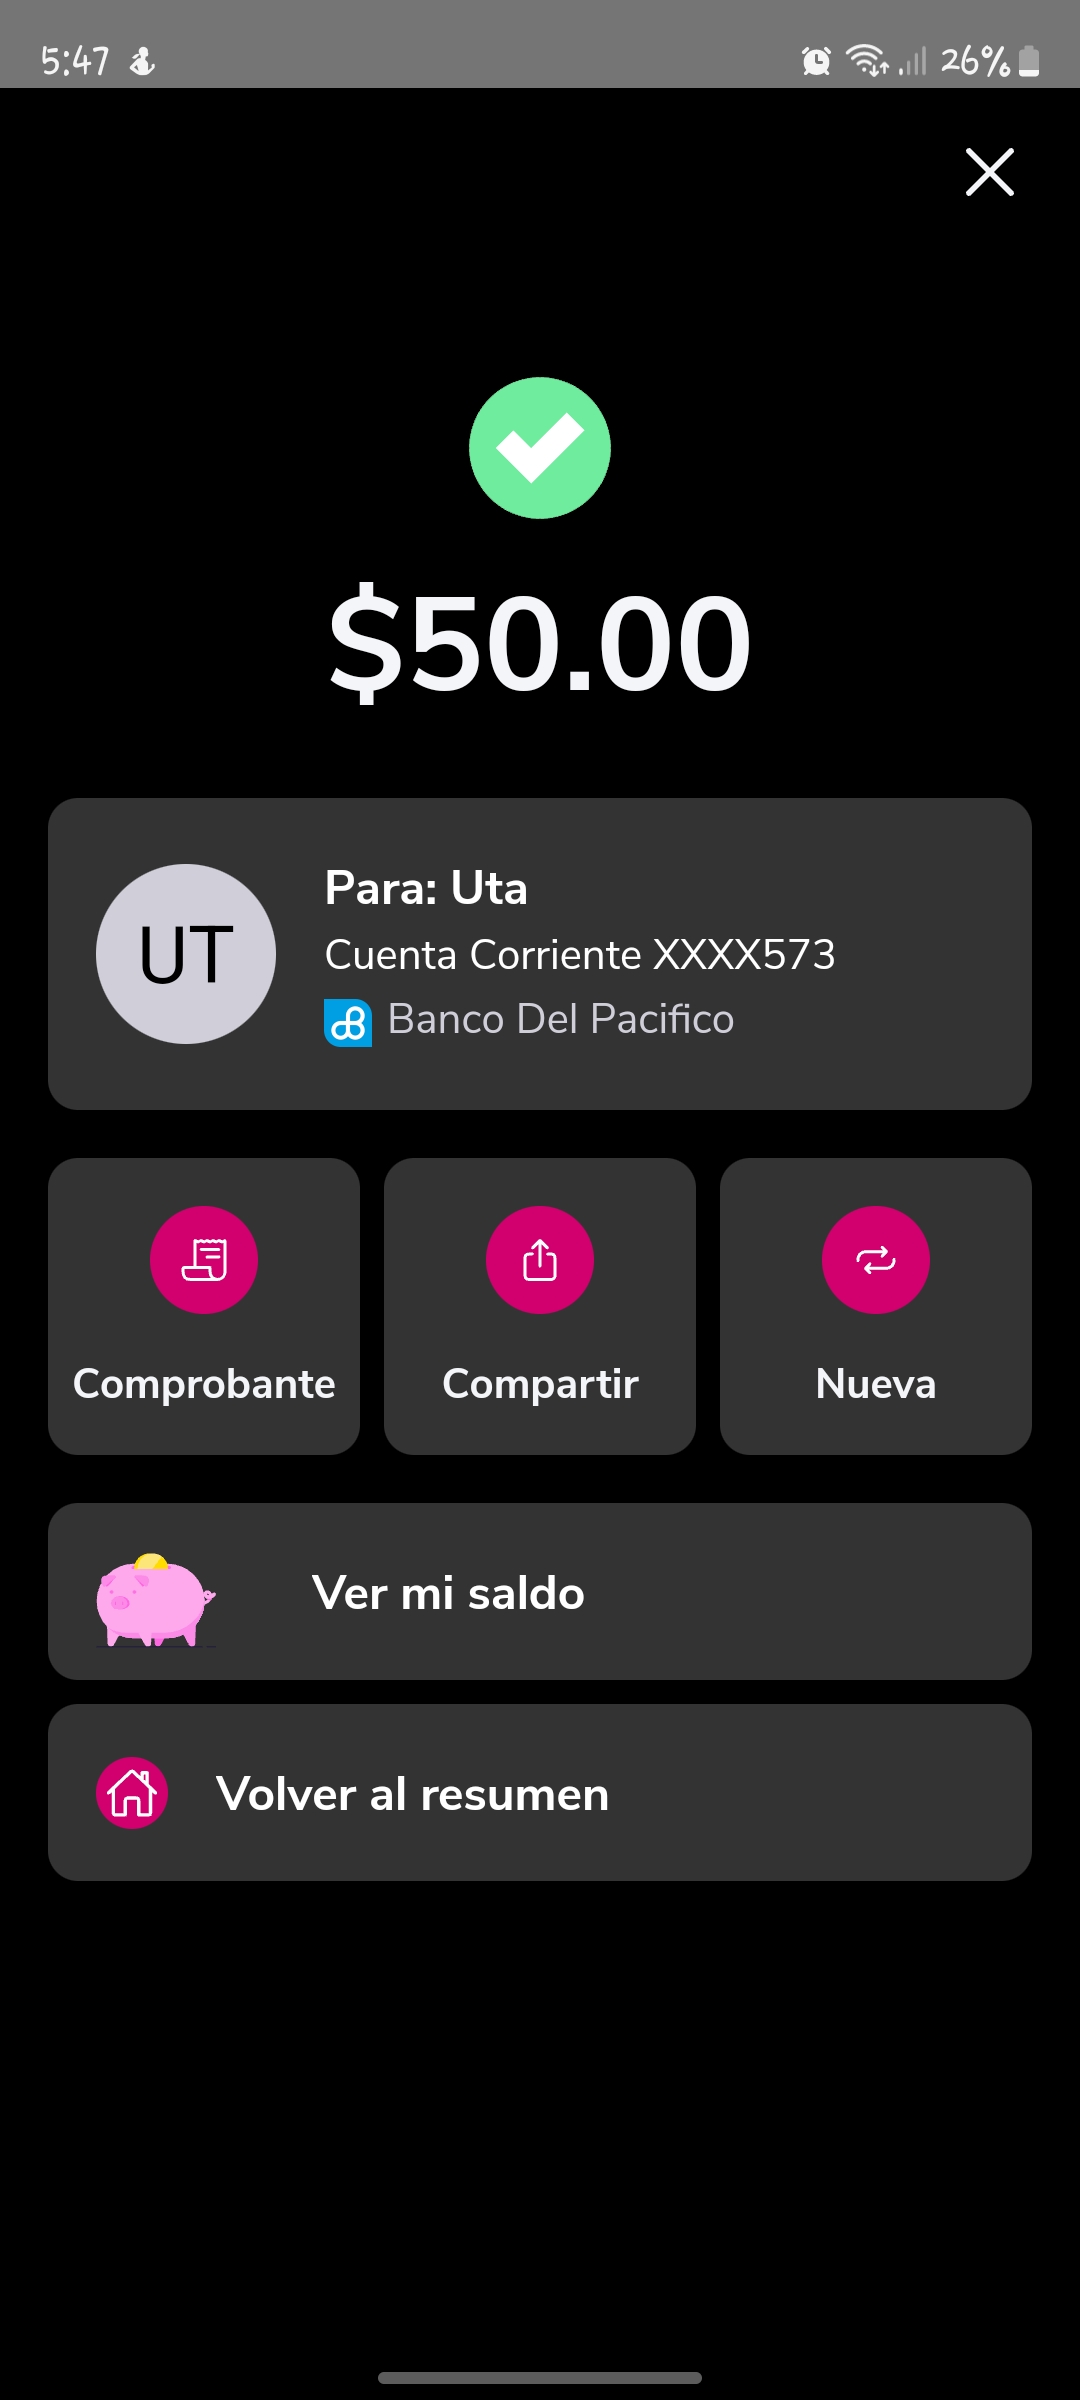 5:47
26%
$50.00
UT
Para: Uta
Cuenta Corriente XXXX573
Banco Del Pacifico
Comprobante
Compartir
Nueva
Ver mi saldo
Volver al resumen